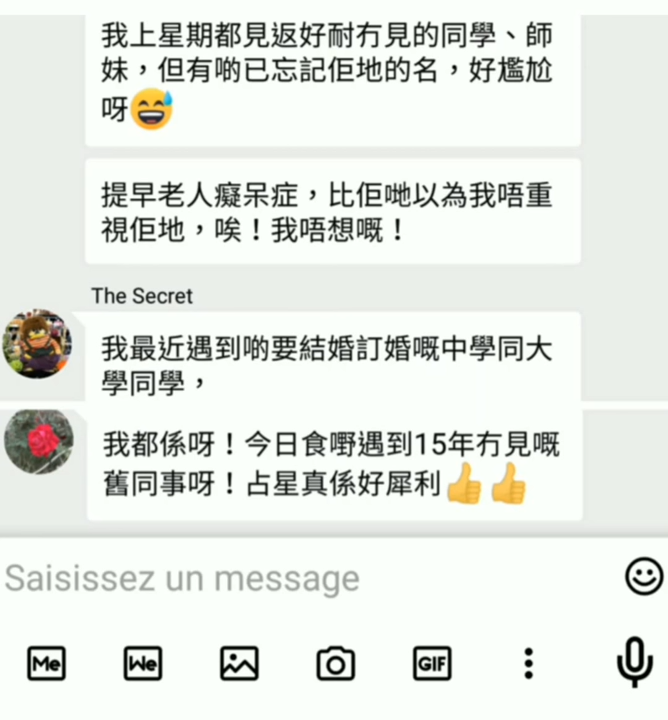 我上星期都見返好耐冇見的同學、師
妹，但有啲已忘記佢地的名，好尷尬
呀😅
提早老人癡呆症，比佢哋以為我唔重
視佢地，唉！我唔想嘅！
The Secret
我最近遇到啲要結婚訂婚嘅中學同大
學同學，
我都係呀！今日食嘢遇到15年冇見嘅
舊同事呀！占星真係好犀利👍👍
Saisissez un message
Me
We
GIF